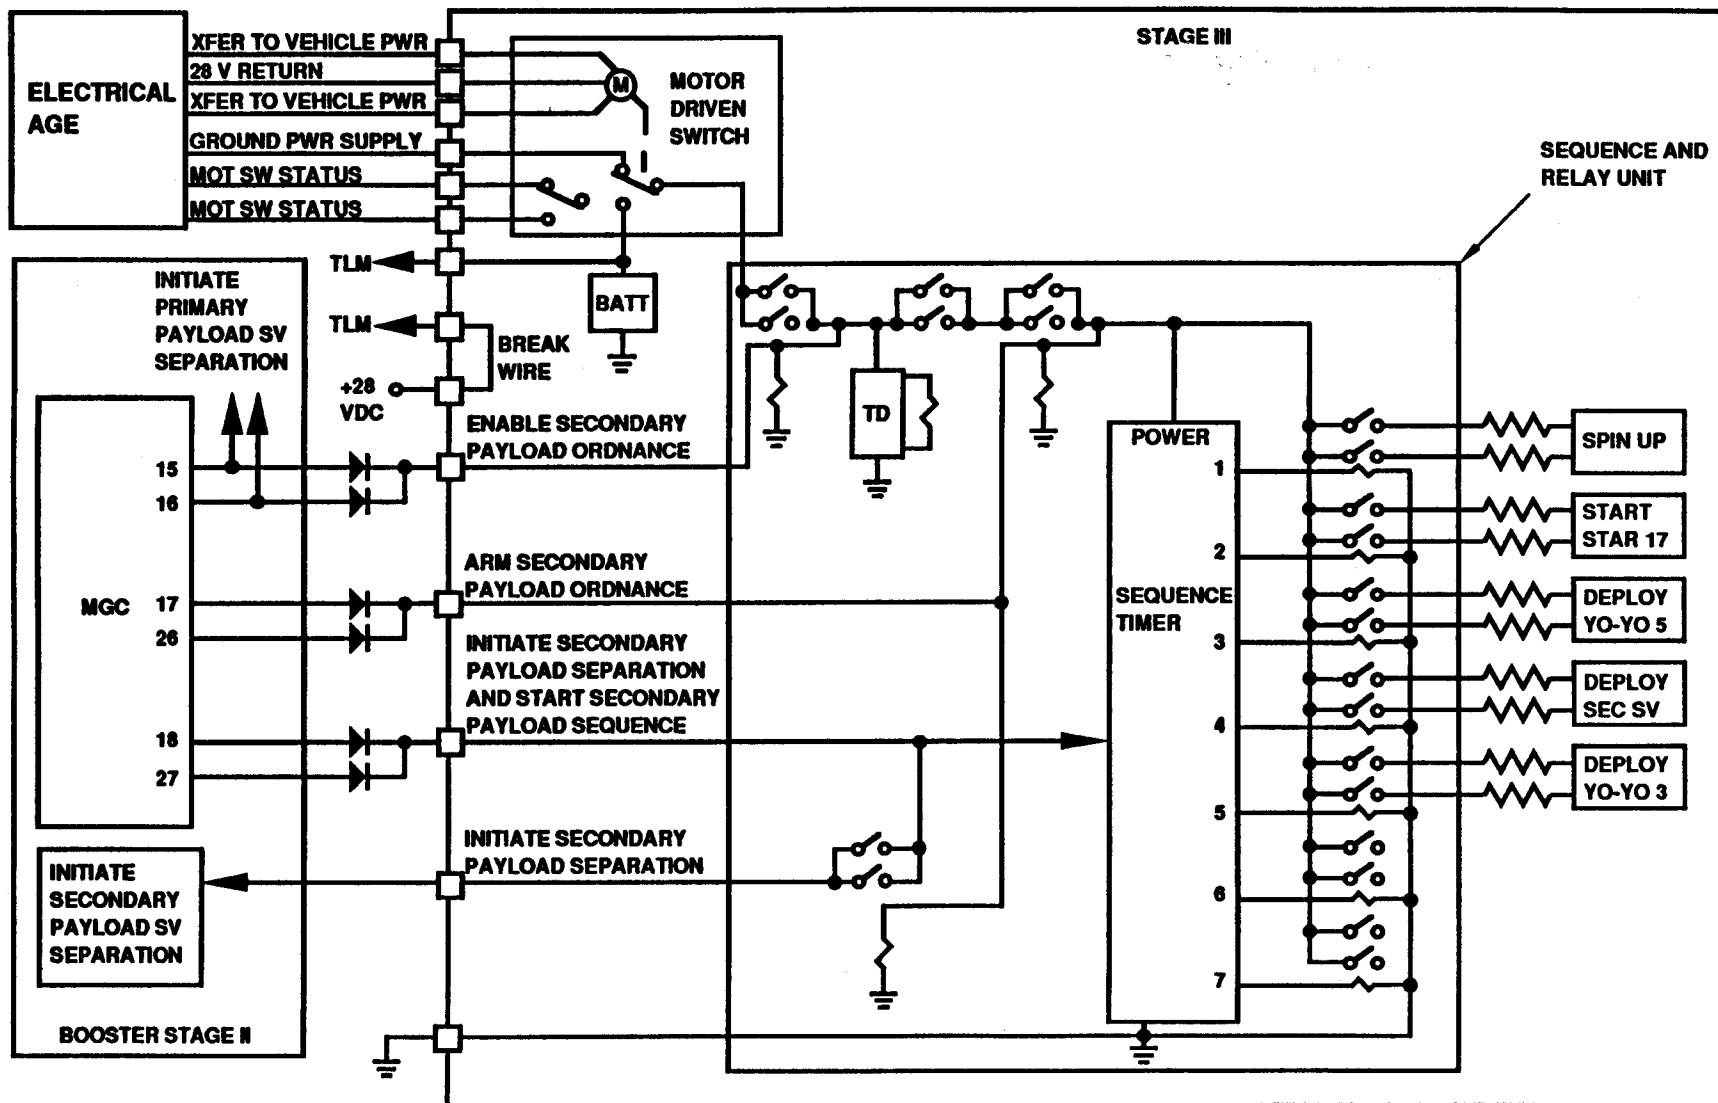 STAGE III
XFER TO VEHICLE PWR
28 V RETURN
XFER TO VEHICLE PWR
GROUND PWR SUPPLY
MOT SW STATUS
MOT SW STATUS
ELECTRICAL
AGE
M
MOTOR
DRIVEN
SWITCH
SEQUENCE AND
RELAY UNIT
TLM
BATT
TLM
BREAK
WIRE
+28
VDC
INITIATE
PRIMARY
PAYLOAD SV
SEPARATION
ENABLE SECONDARY
PAYLOAD ORDNANCE
TD
15
16
MGC
17
26
18
27
ARM SECONDARY
PAYLOAD ORDNANCE
INITIATE SECONDARY
PAYLOAD SEPARATION
AND START SECONDARY
PAYLOAD SEQUENCE
INITIATE SECONDARY
PAYLOAD SEPARATION
INITIATE
SECONDARY
PAYLOAD SV
SEPARATION
BOOSTER STAGE II
POWER
SEQUENCE
TIMER
1
2
3
4
5
6
7
SPIN UP
START
STAR 17
DEPLOY
YO-YO 5
DEPLOY
SEC SV
DEPLOY
YO-YO 3